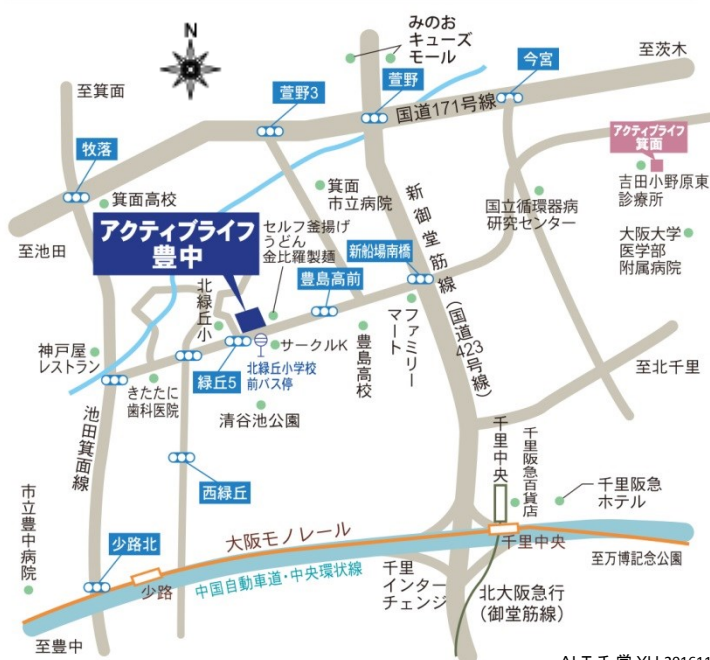 N
みのお
キューズ
モール
至茨木
今宮
至箕面
萱野3
萱野
国道171号線
アクティブライフ
箕面
牧落
箕面高校
箕面
市立病院
新御堂筋線(国道423号線)
国立循環器病
研究センター
吉田小野原東
診療所
アクティブライフ
豊中
セルフ釜揚げ
うどん
金比羅製麺
大阪大学
医学部
附属病院
至池田
新船場南橋
豊島高前
北緑丘小
ファミリーマート
豊島高校
サークルK
神戸屋
レストラン
緑丘5
北緑丘小学校
前バス停
至北千里
きたたに
歯科医院
清谷池公園
池田箕面線
西緑丘
千里中央
千里阪急百貨店
千里阪急
ホテル
市立豊中病院
大阪モノレール
千里中央
少路北
少路
中国自動車道・中央環状線
千里
インター
チェンジ
至万博記念公園
北大阪急行
(御堂筋線)
至豊中